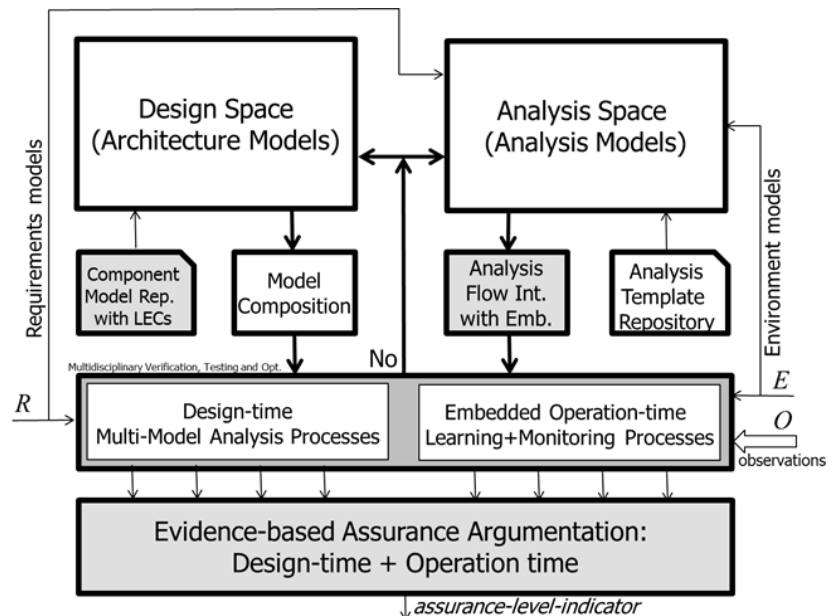 Design Space
(Architecture Models)
Analysis Space
(Analysis Models)
Requirements models
Environment models
Component
Model Rep.
with LECs
Model
Composition
Analysis
Flow Int.
with Emb.
Analysis
Template
Repository
Multidisciplinary Verification, Testing and Opt.
No
R
E
O
observations
Design-time
Multi-Model Analysis Processes
Embedded Operation-time
Learning+Monitoring Processes
Evidence-based Assurance Argumentation:
Design-time + Operation time
assurance-level-indicator